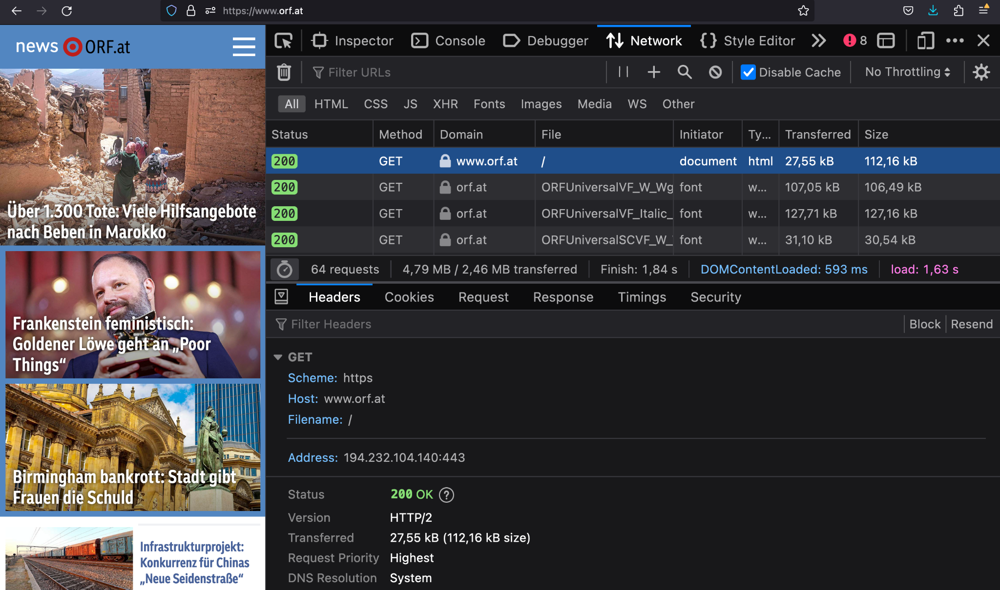 https://www.orf.at
news ORF.at
Über 1.300 Tote: Viele Hilfsangebote
nach Beben in Marokko
Frankenstein feministisch:
Goldener Löwe geht an „Poor
Things“
Birmingham bankrott: Stadt gibt
Frauen die Schuld
Infrastrukturprojekt:
Konkurrenz für Chinas
„Neue Seidenstraße“
Inspector Console Debugger Network Style Editor 8
Filter URLs Disable Cache No Throttling
All HTML CSS JS XHR Fonts Images Media WS Other
Status Method Domain File Initiator Ty... Transferred Size
200 GET www.orf.at / document html 27,55 kB 112,16 kB
200 GET orf.at ORFUniversalVF_W_Wg font w... 107,05 kB 106,49 kB
200 GET orf.at ORFUniversalVF_Italic_ font w... 127,71 kB 127,16 kB
200 GET orf.at ORFUniversalSCVF_W_ font w... 31,10 kB 30,54 kB
64 requests 4,79 MB / 2,46 MB transferred Finish: 1,84 s DOMContentLoaded: 593 ms load: 1,63 s
Headers Cookies Request Response Timings Security
Filter Headers Block Resend
GET
Scheme: https
Host: www.orf.at
Filename: /
Address: 194.232.104.140:443
Status 200 OK ?
Version HTTP/2
Transferred 27,55 kB (112,16 kB size)
Request Priority Highest
DNS Resolution System